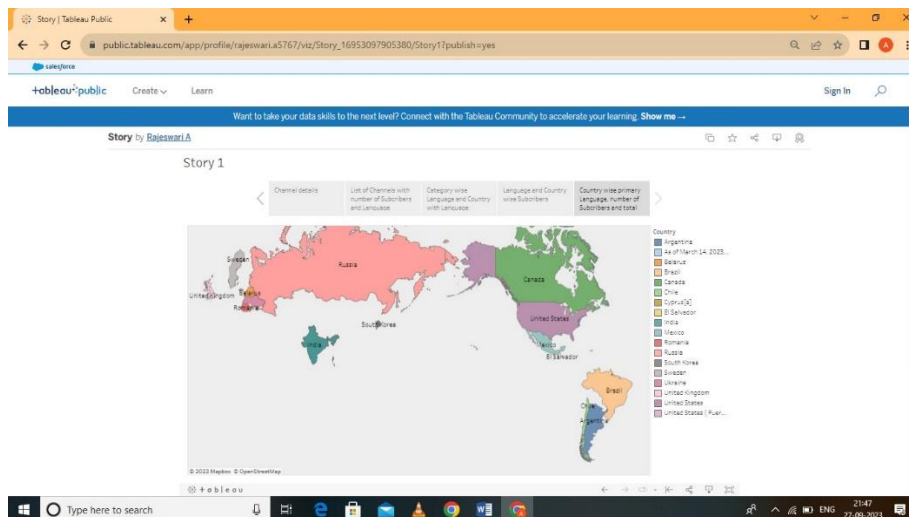 Story | Tableau Public
public.tableau.com/app/profile/rajeswari.a5767/viz/Story_16953097905380/Story1?publish=yes
A
salesforce
+ableau public
Create
Learn
Sign In
Want to take your data skills to the next level? Connect with the Tableau Community to accelerate your learning. Show me →
Story by Rajeswari A
Story 1
Channel details
List of Channels with
number of Subcribers
and Lancuace
Category wise
Language and Country
with Lancuace
Language and Country
wise Subcribers
Country wise primary
Language, number of
Subcribers and total
Sweden
Russia
United Kingdom
Belarus
Romania
South Korea
India
Canada
United States
Mexico
El Salvador
Brazil
Chile
Argentina
Country
Argentina
As of March 14, 2023...
Belarus
Brazil
Canada
Chile
Cyprus[a]
El Selvador
India
Mexico
Romania
Russia
South Korea
Sweden
Ukraine
United Kingdom
United States
United States ( Puer...
© 2023 Mapbox © OpenStreetMap
+ a b l e a u
Type here to search
ENG
21:47
27-09-2023